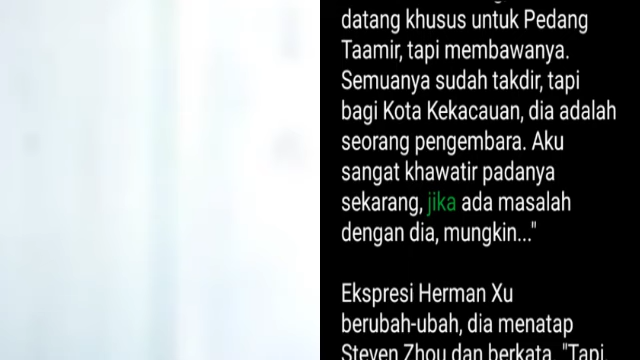 datang khusus untuk Pedang
Taamir, tapi membawanya.
Semuanya sudah takdir, tapi
bagi Kota Kekacauan, dia adalah
seorang pengembara. Aku
sangat khawatir padanya
sekarang, jika ada masalah
dengan dia, mungkin..."
Ekspresi Herman Xu
berubah-ubah, dia menatap
Steven Zhou dan berkata, "Tapi